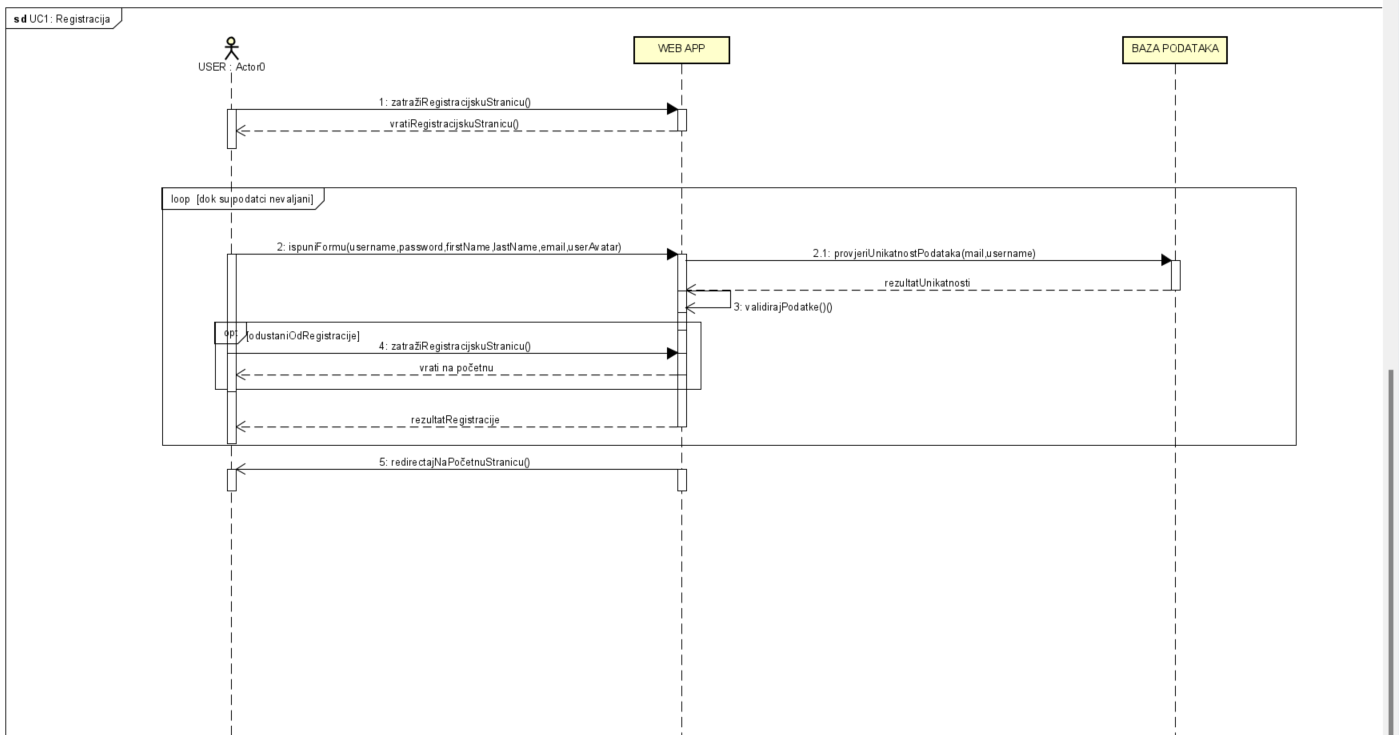 sd UC1: Registracija
USER : Actor0
WEB APP
BAZA PODATAKA
1: zatražiRegistracijskuStranicu()
vratiRegistracijskuStranicu()
loop [dok su podatci nevaljani]
2: ispuniFormu(username,password,firstName,lastName,email,userAvatar)
2.1: provjeriUnikatnostPodataka(mail,username)
rezultatUnikatnosti
3: validirajPodatke()()
opt [odustaniOdRegistracije]
4: zatražiRegistracijskuStranicu()
vrati na početnu
rezultatRegistracije
5: redirectajNaPočetnuStranicu()